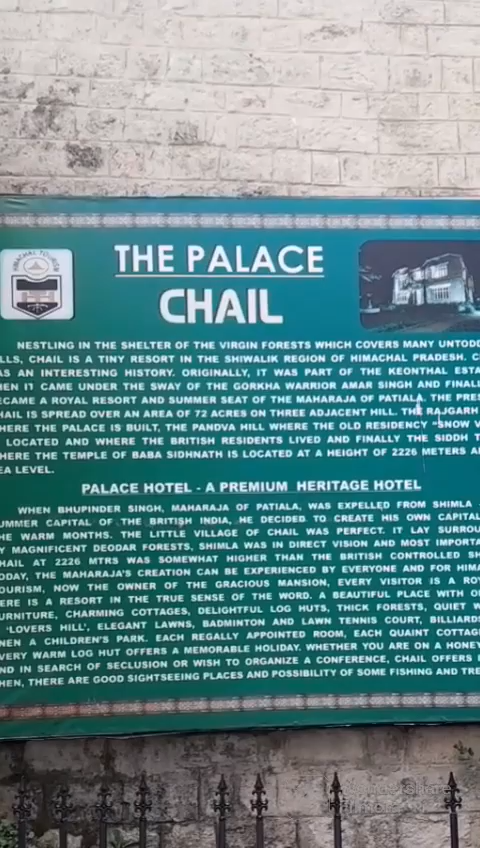 HIMACHAL TOURISM
THE PALACE
CHAIL
NESTLING IN THE SHELTER OF THE VIRGIN FORESTS WHICH COVERS MANY UNTOD
LLS, CHAIL IS A TINY RESORT IN THE SHIWALIK REGION OF HIMACHAL PRADESH. C
AS AN INTERESTING HISTORY. ORIGINALLY, IT WAS PART OF THE KEONTHAL ESTA
HEN IT CAME UNDER THE SWAY OF THE GORKHA WARRIOR AMAR SINGH AND FINALL
ECAME A ROYAL RESORT AND SUMMER SEAT OF THE MAHARAJA OF PATIALA. THE PRES
HAIL IS SPREAD OVER AN AREA OF 72 ACRES ON THREE ADJACENT HILL. THE RAJGARH
HERE THE PALACE IS BUILT, THE PANDVA HILL WHERE THE OLD RESIDENCY "SNOW V
LOCATED AND WHERE THE BRITISH RESIDENTS LIVED AND FINALLY THE SIDDH T
HERE THE TEMPLE OF BABA SIDHNATH IS LOCATED AT A HEIGHT OF 2226 METERS A
EA LEVEL.
PALACE HOTEL - A PREMIUM HERITAGE HOTEL
WHEN BHUPINDER SINGH, MAHARAJA OF PATIALA, WAS EXPELLED FROM SHIMLA
UMMER CAPITAL OF THE BRITISH INDIA, HE DECIDED TO CREATE HIS OWN CAPITAL
HE WARM MONTHS. THE LITTLE VILLAGE OF CHAIL WAS PERFECT. IT LAY SURROU
Y MAGNIFICENT DEODAR FORESTS, SHIMLA WAS IN DIRECT VISION AND MOST IMPORTA
HAIL AT 2226 MTRS WAS SOMEWHAT HIGHER THAN THE BRITISH CONTROLLED SH
ODAY, THE MAHARAJA'S CREATION CAN BE EXPERIENCED BY EVERYONE AND FOR HIMA
OURISM, NOW THE OWNER OF THE GRACIOUS MANSION, EVERY VISITOR IS A ROY
ERE IS A RESORT IN THE TRUE SENSE OF THE WORD. A BEAUTIFUL PLACE WITH O
URNITURE, CHARMING COTTAGES, DELIGHTFUL LOG HUTS, THICK FORESTS, QUIET W
'LOVERS HILL', ELEGANT LAWNS, BADMINTON AND LAWN TENNIS COURT, BILLIARDS
NEN A CHILDREN'S PARK. EACH REGALLY APPOINTED ROOM, EACH QUAINT COTTAG
VERY WARM LOG HUT OFFERS A MEMORABLE HOLIDAY. WHETHER YOU ARE ON A HONEY
ND IN SEARCH OF SECLUSION OR WISH TO ORGANIZE A CONFERENCE, CHAIL OFFERS
HEN, THERE ARE GOOD SIGHTSEEING PLACES AND POSSIBILITY OF SOME FISHING AND TRE